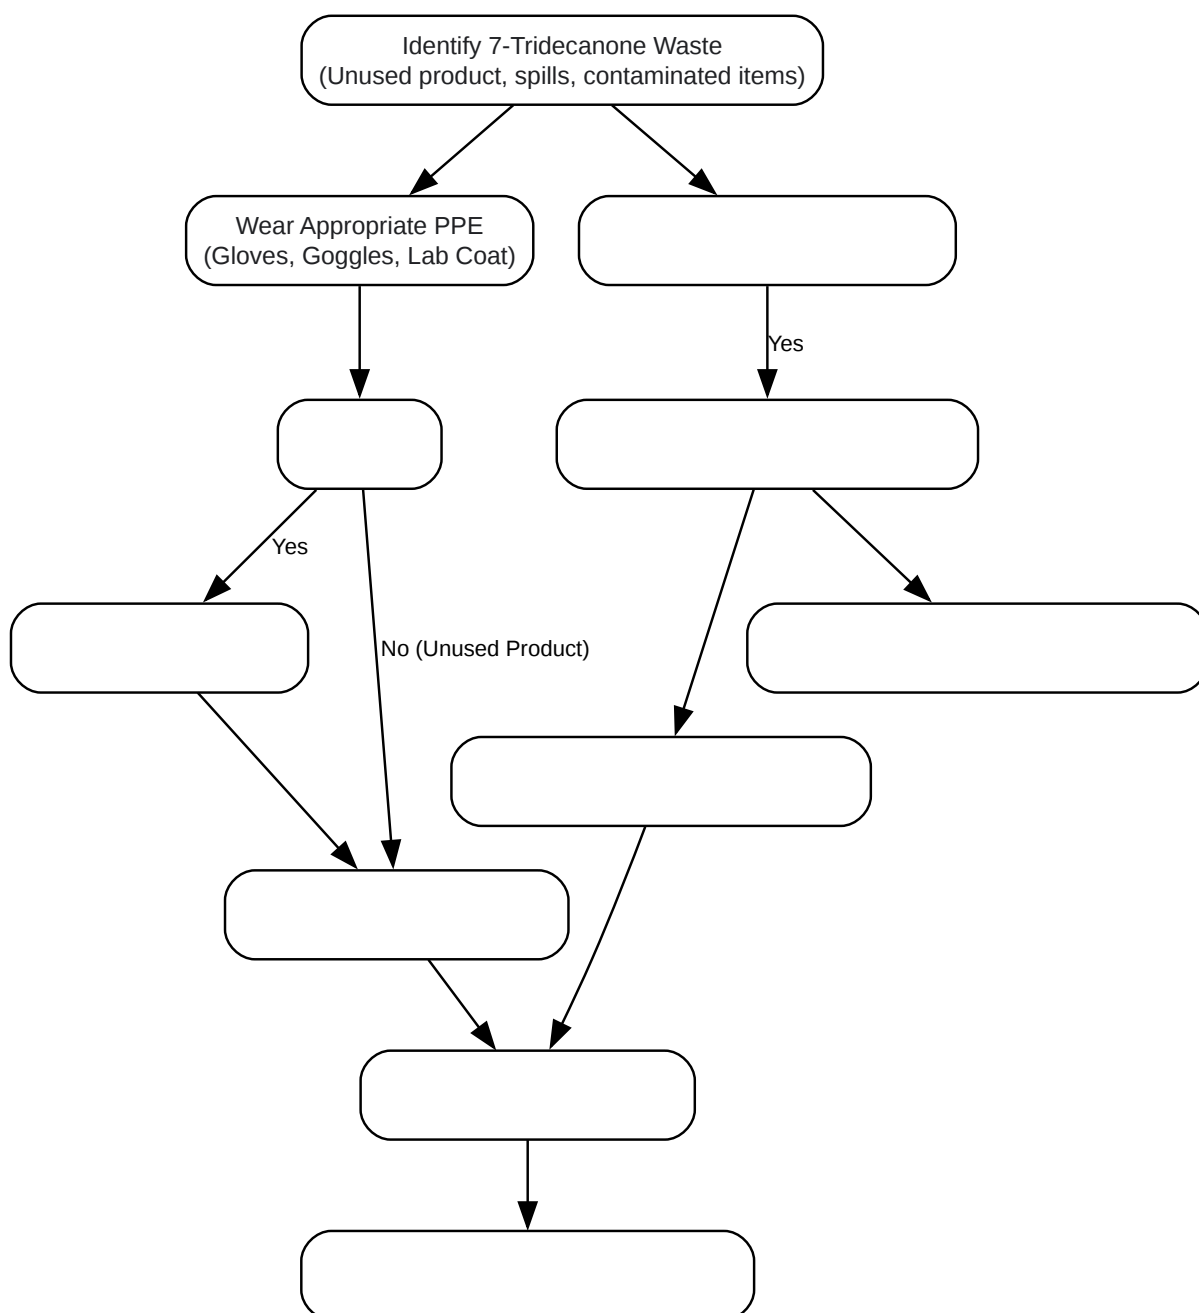 Identify 7-Tridecanone Waste
(Unused product, spills, contaminated items)
Wear Appropriate PPE
(Gloves, Goggles, Lab Coat)
Yes
Yes
No (Unused Product)